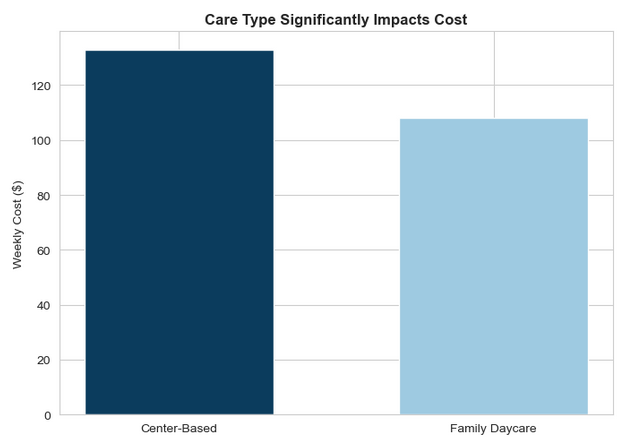 Care Type Significantly Impacts Cost
Weekly Cost ($)
120
100
80
60
40
20
0
Center-Based
Family Daycare